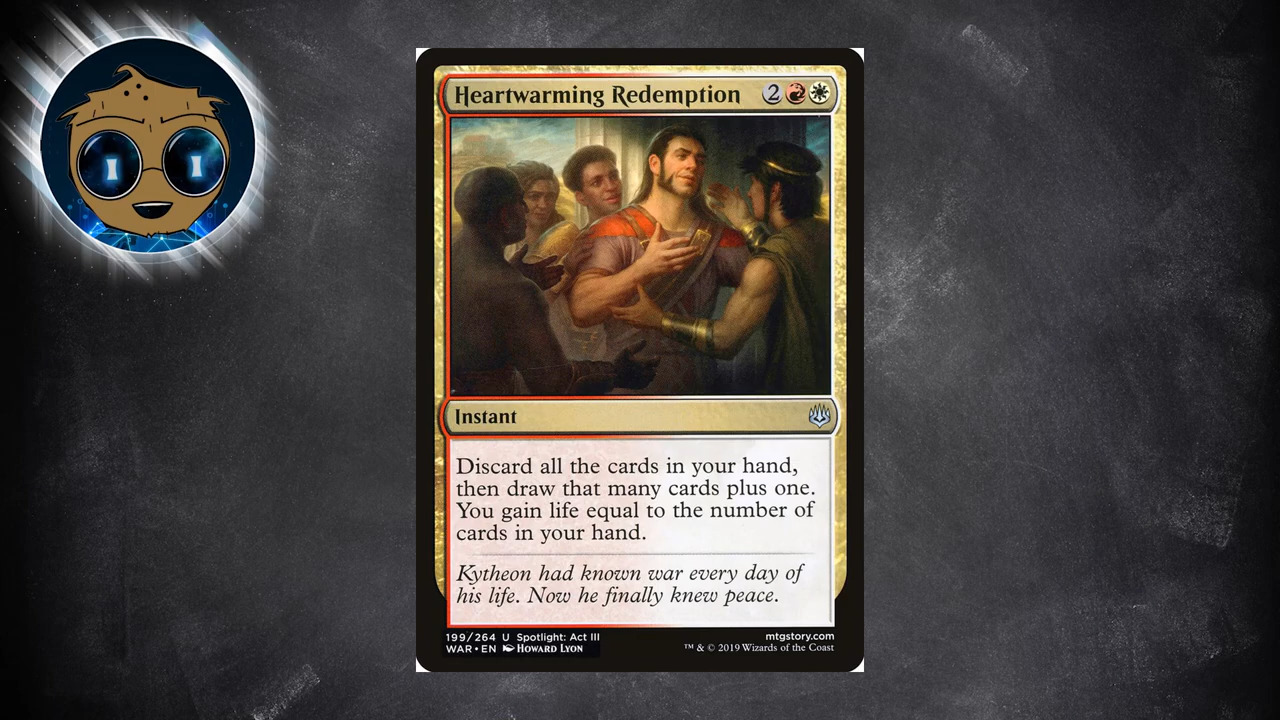 Heartwarming Redemption 2
Instant
Discard all the cards in your hand,
then draw that many cards plus one.
You gain life equal to the number of
cards in your hand.
Kytheon had known war every day of
his life. Now he finally knew peace.
199/264 U Spotlight: Act III
WAR • EN Howard Lyon
mtgstory.com
™ & © 2019 Wizards of the Coast